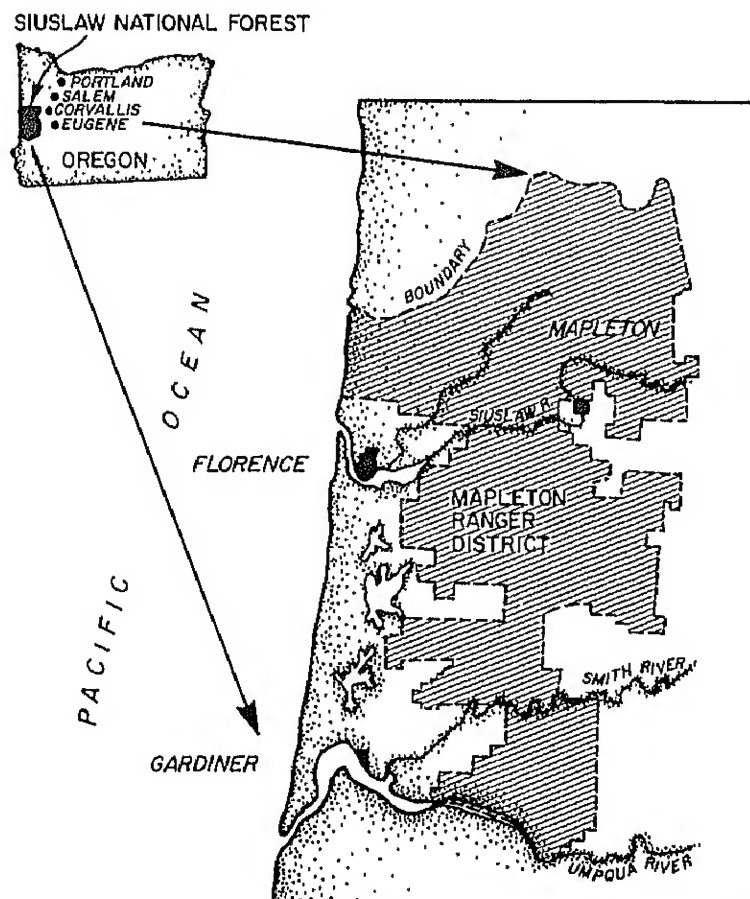 SIUSLAW NATIONAL FOREST
PORTLAND
SALEM
CORVALLIS
EUGENE
OREGON
BOUNDARY
MAPLETON
OCEAN
SIUSLAW R.
FLORENCE
MAPLETON
RANGER
DISTRICT
PACIFIC
SMITH RIVER
GARDINER
UMPQUA RIVER